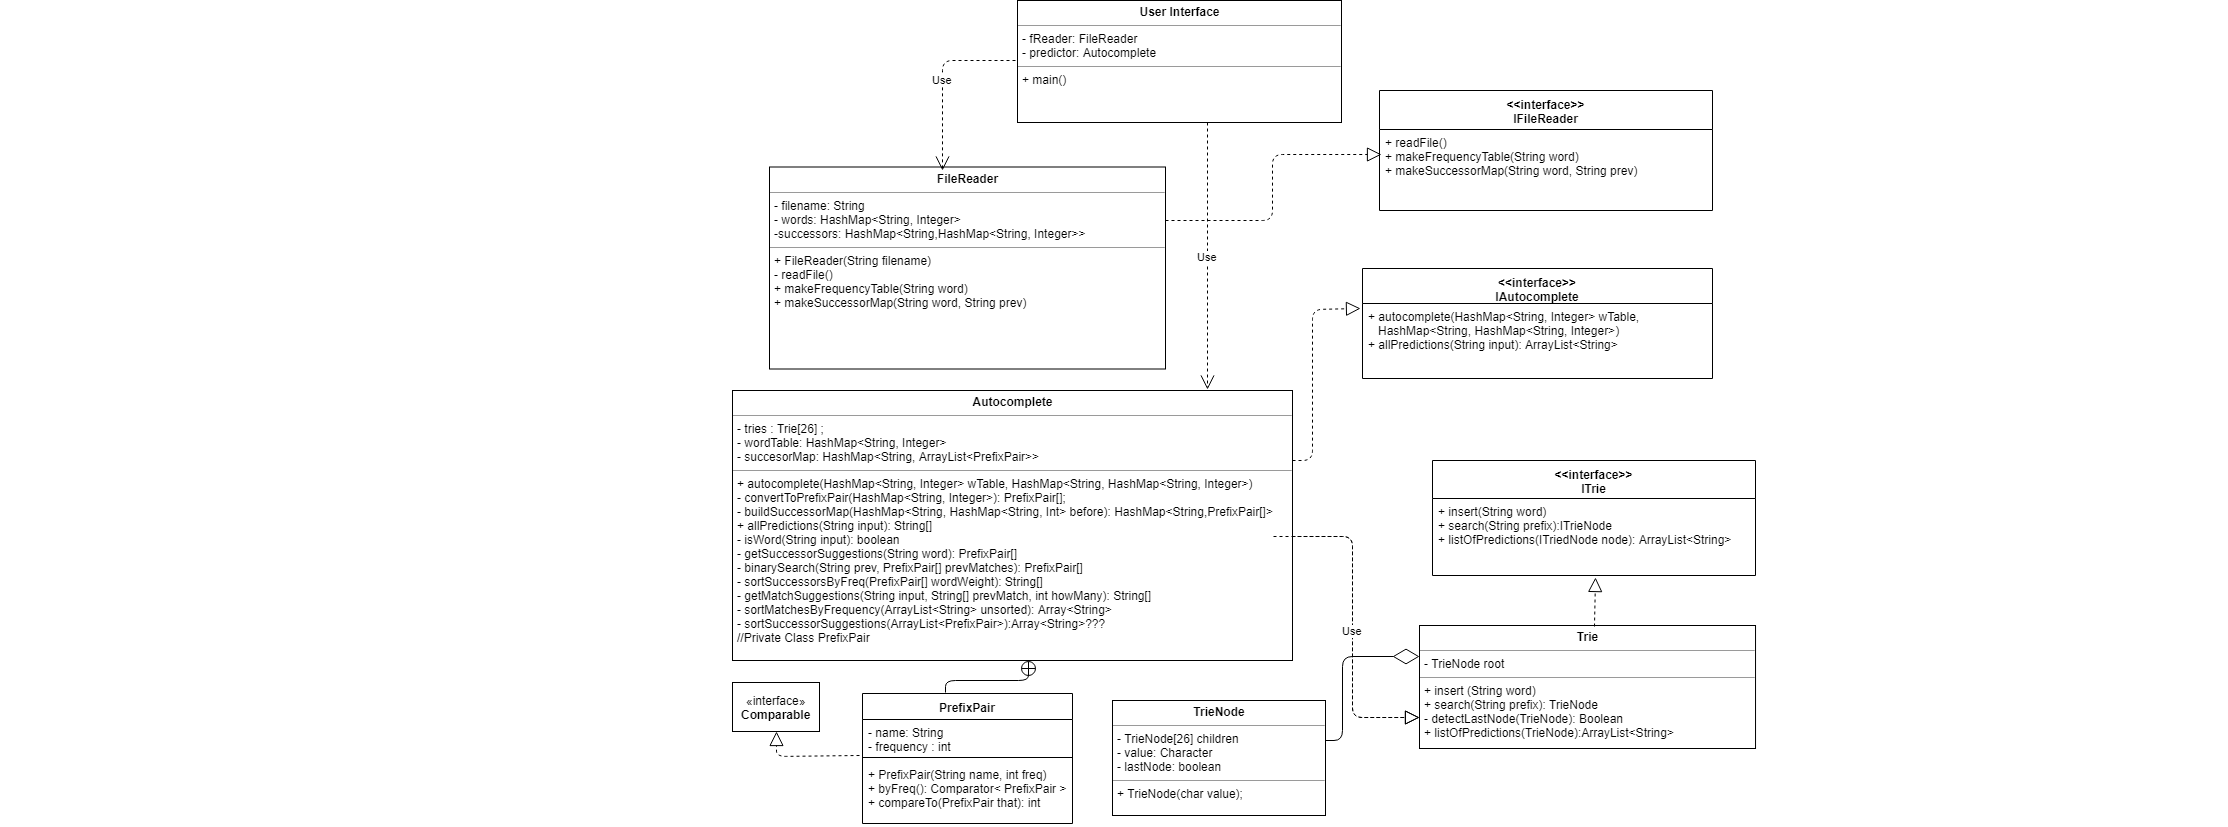 User Interface
- fReader: FileReader
- predictor: Autocomplete
+ main()
Use
<<interface>>
IFileReader
+ readFile()
+ makeFrequencyTable(String word)
+ makeSuccessorMap(String word, String prev)
FileReader
- filename: String
- words: HashMap<String, Integer>
-successors: HashMap<String,HashMap<String, Integer>>
+ FileReader(String filename)
- readFile()
+ makeFrequencyTable(String word)
+ makeSuccessorMap(String word, String prev)
Use
<<interface>>
IAutocomplete
+ autocomplete(HashMap<String, Integer> wTable,
HashMap<String, HashMap<String, Integer>)
+ allPredictions(String input): ArrayList<String>
Autocomplete
- tries : Trie[26] ;
- wordTable: HashMap<String, Integer>
- succesorMap: HashMap<String, ArrayList<PrefixPair>>
+ autocomplete(HashMap<String, Integer> wTable, HashMap<String, HashMap<String, Integer>)
- convertToPrefixPair(HashMap<String, Integer>): PrefixPair[];
- buildSuccessorMap(HashMap<String, HashMap<String, Int> before): HashMap<String,PrefixPair[]>
+ allPredictions(String input): String[]
- isWord(String input): boolean
- getSuccessorSuggestions(String word): PrefixPair[]
- binarySearch(String prev, PrefixPair[] prevMatches): PrefixPair[]
- sortSuccessorsByFreq(PrefixPair[] wordWeight): String[]
- getMatchSuggestions(String input, String[] prevMatch, int howMany): String[]
- sortMatchesByFrequency(ArrayList<String> unsorted): Array<String>
- sortSuccessorSuggestions(ArrayList<PrefixPair>):Array<String>???
//Private Class PrefixPair
<<interface>>
ITrie
+ insert(String word)
+ search(String prefix):ITrieNode
+ listOfPredictions(ITriedNode node): ArrayList<String>
Use
Trie
- TrieNode root
+ insert (String word)
+ search(String prefix): TrieNode
- detectLastNode(TrieNode): Boolean
+ listOfPredictions(TrieNode):ArrayList<String>
«interface»
Comparable
PrefixPair
- name: String
- frequency : int
+ PrefixPair(String name, int freq)
+ byFreq(): Comparator< PrefixPair >
+ compareTo(PrefixPair that): int
TrieNode
- TrieNode[26] children
- value: Character
- lastNode: boolean
+ TrieNode(char value);